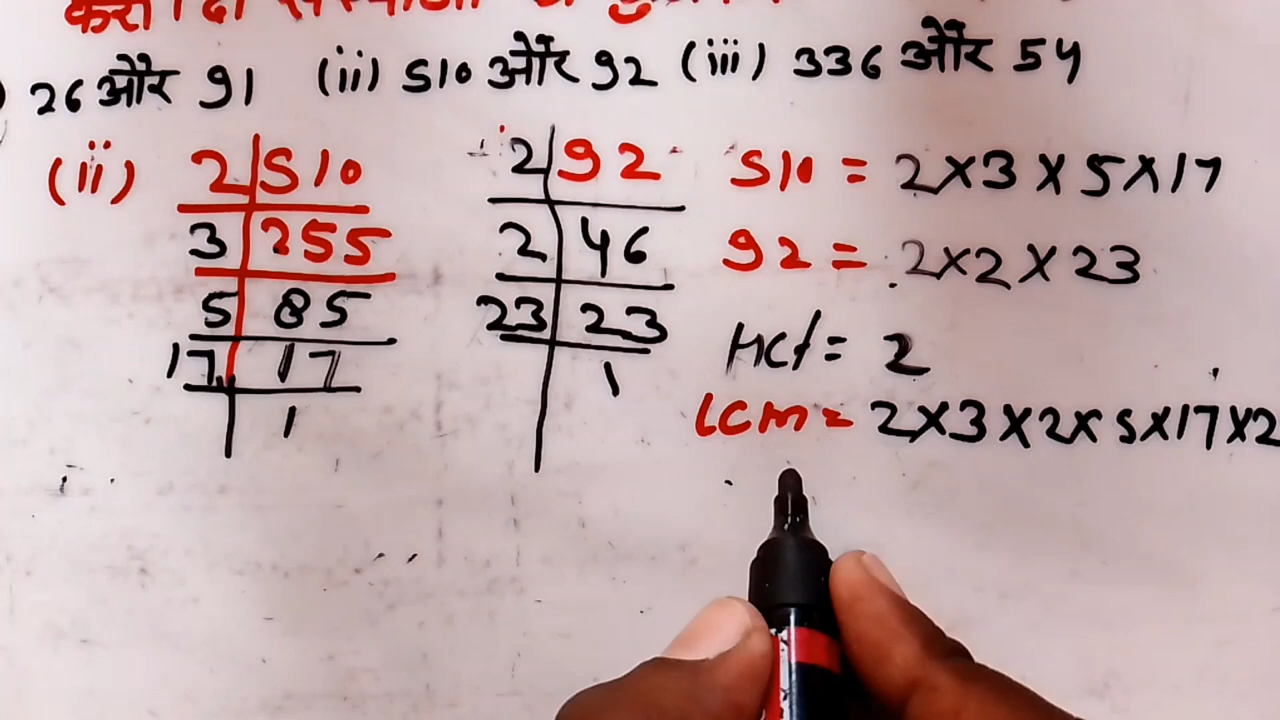 26 और 91 (ii) 510 और 92 (iii) 336 और 54
(ii) 2 510 2 92 510 = 2×3×5×17
3 255 2 46 92 = 2×2×23
5 85 23 23 HCF = 2
17 17 1 LCM = 2×3×2×5×17×2
1